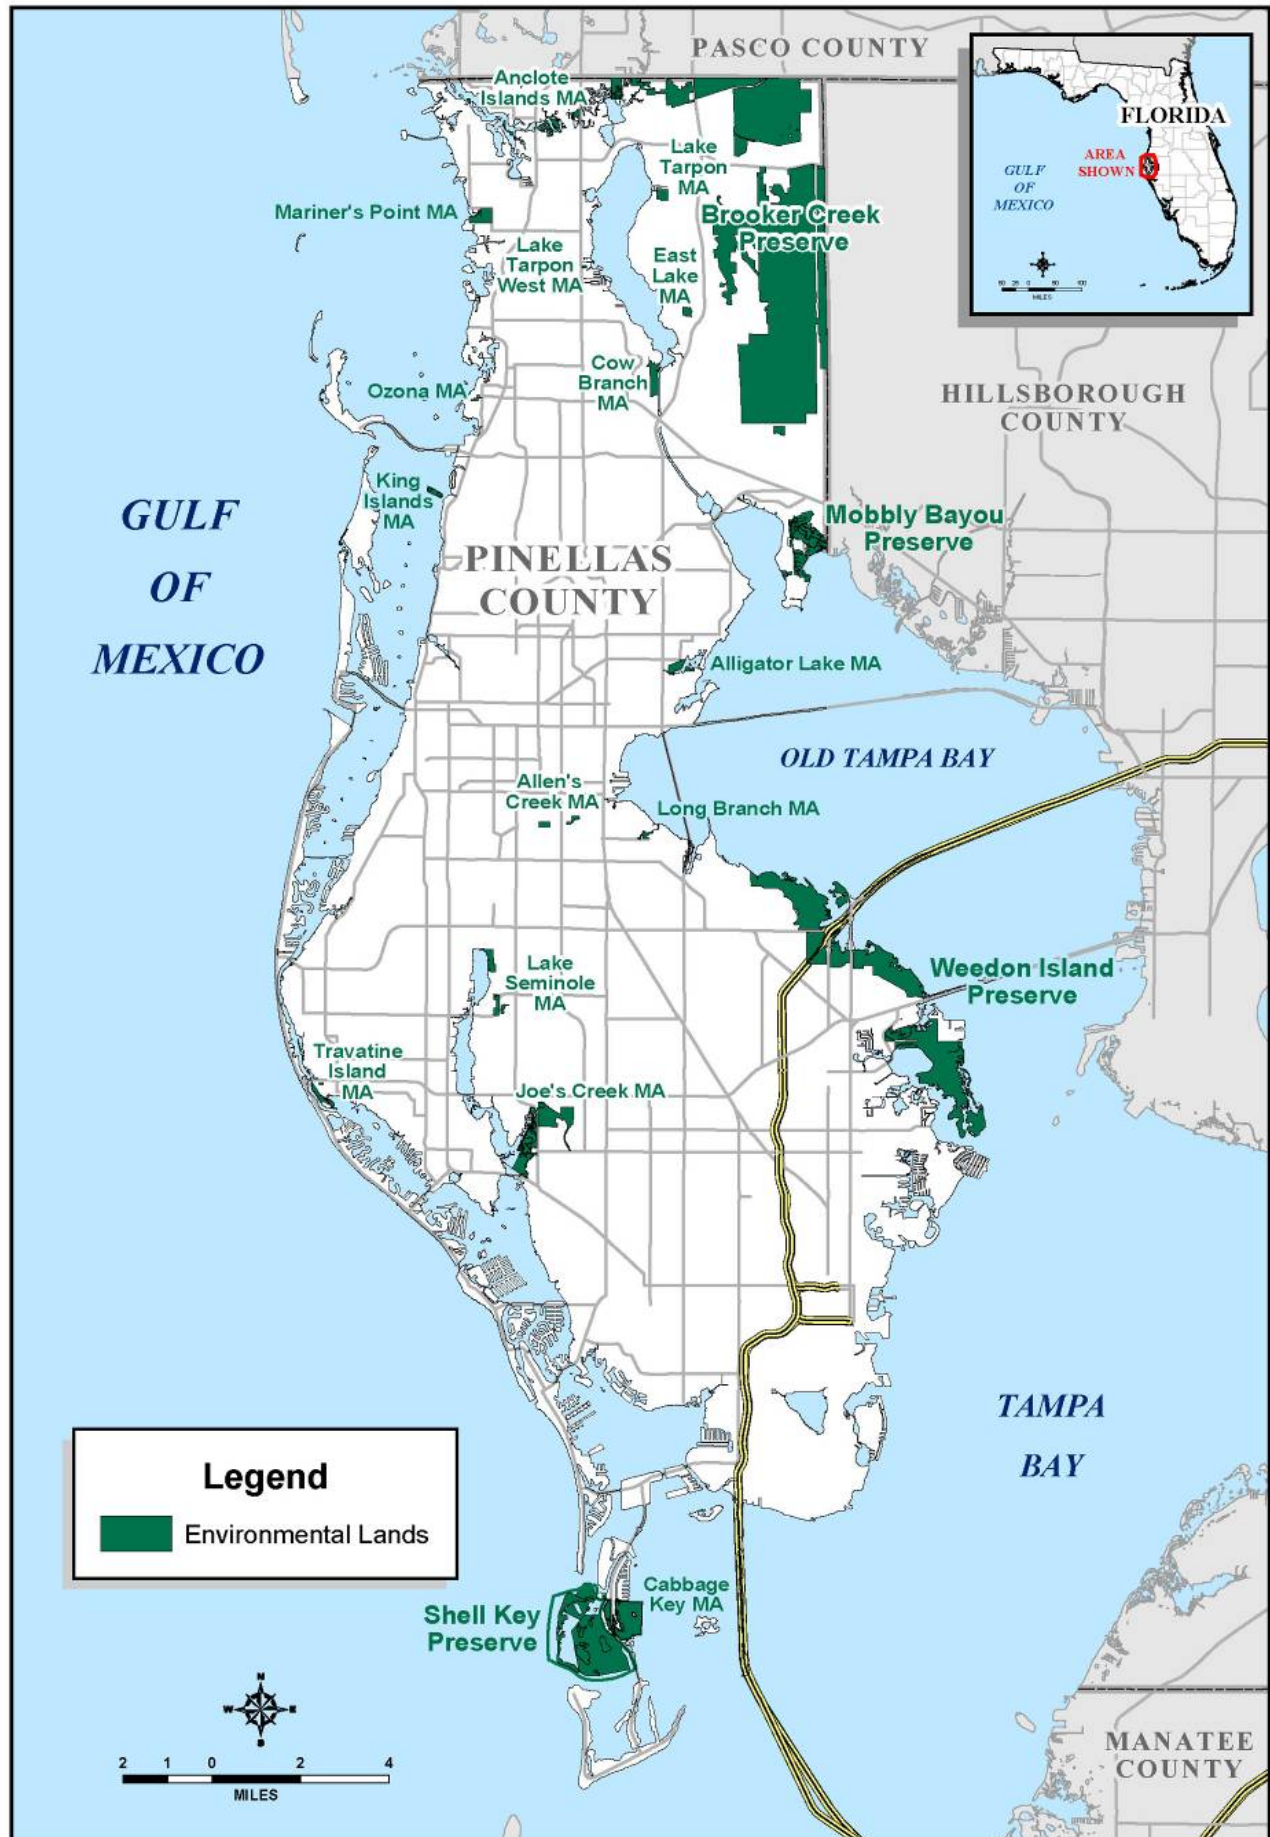 PASCO COUNTY
Anclote
Islands MA
FLORIDA
AREA
SHOWN
GULF
OF
MEXICO
MILES
Lake
Tarpon
MA
Mariner's Point MA
Brooker Creek
Preserve
Lake
Tarpon
West MA
East
Lake
MA
Cow
Branch
MA
Ozona MA
HILLSBOROUGH
COUNTY
King
Islands
MA
GULF
OF
MEXICO
Mobbly Bayou
Preserve
PINELLAS
COUNTY
Alligator Lake MA
OLD TAMPA BAY
Allen's
Creek MA
Long Branch MA
Lake
Seminole
MA
Weedon Island
Preserve
Travatine
Island
MA
Joe's Creek MA
TAMPA
BAY
Legend
Environmental Lands
Cabbage
Key MA
Shell Key
Preserve
N
W E
S
2 1 0 2 4
MILES
MANATEE
COUNTY